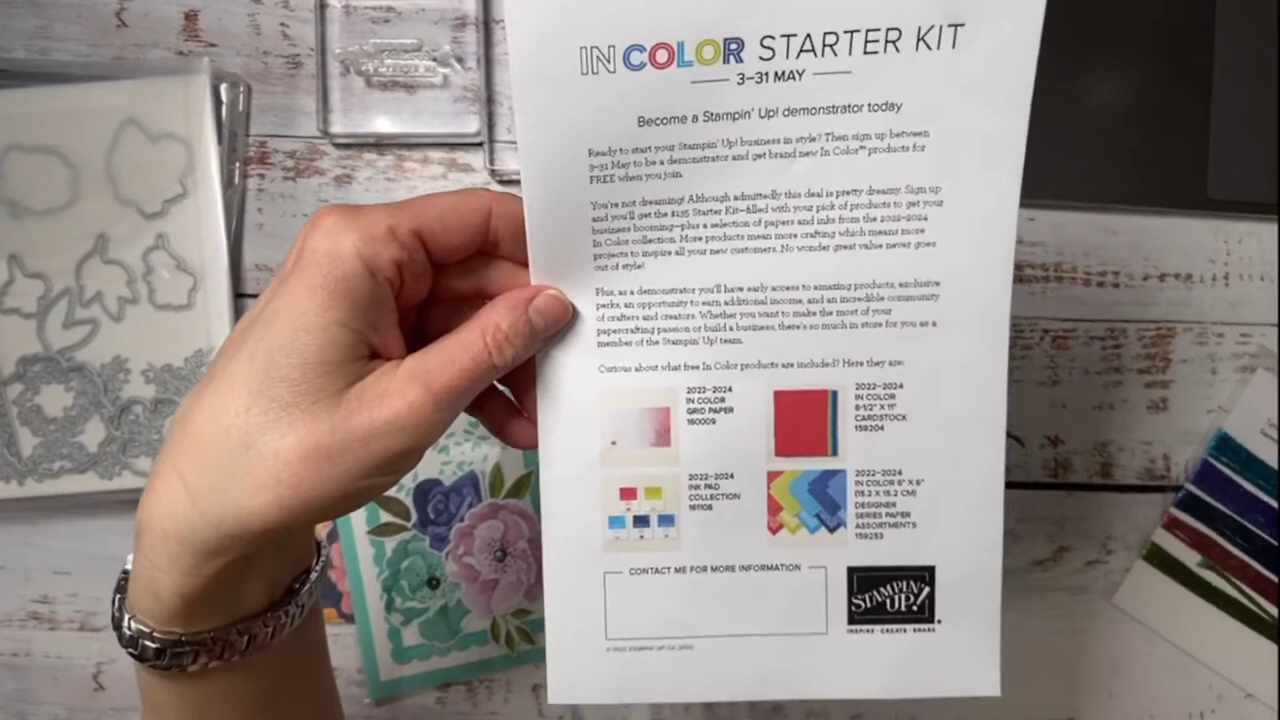 IN COLOR STARTER KIT
3–31 MAY
Become a Stampin' Up! demonstrator today
Ready to start your Stampin' Up! business in style? Then sign up between
3–31 May to be a demonstrator and get brand new In Color™ products for
FREE when you join.
You're not dreaming! Although admittedly this deal is pretty dreamy. Sign up
and you'll get the $135 Starter Kit—filled with your pick of products to get your
business booming—plus a selection of papers and inks from the 2022–2024
In Color collection. More products mean more crafting which means more
projects to inspire all your new customers. No wonder great value never goes
out of style!
Plus, as a demonstrator you'll have early access to amazing products, exclusive
perks, an opportunity to earn additional income, and an incredible community
of crafters and creators. Whether you want to make the most of your
papercrafting passion or build a business, there's so much in store for you as a
member of the Stampin' Up! team.
Curious about what free In Color products are included? Here they are:
2022–2024
IN COLOR
GRID PAPER
160009
2022–2024
IN COLOR
8-1/2" X 11"
CARDSTOCK
159204
2022–2024
INK PAD
COLLECTION
161108
2022–2024
IN COLOR 6" X 6"
(15.2 X 15.2 CM)
DESIGNER
SERIES PAPER
ASSORTMENTS
159253
CONTACT ME FOR MORE INFORMATION
STAMPIN'
UP!
INSPIRE · CREATE · SHARE